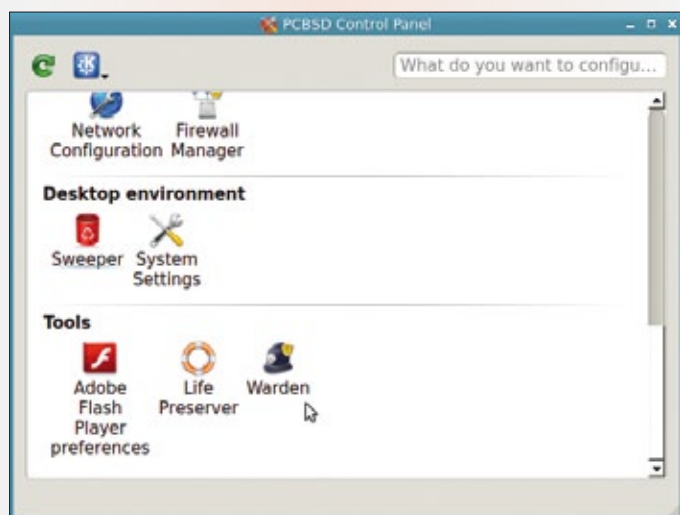 PCBSD Control Panel
What do you want to configu...
Network Configuration
Firewall Manager
Desktop environment
Sweeper
System Settings
Tools
Adobe Flash Player preferences
Life Preserver
Warden